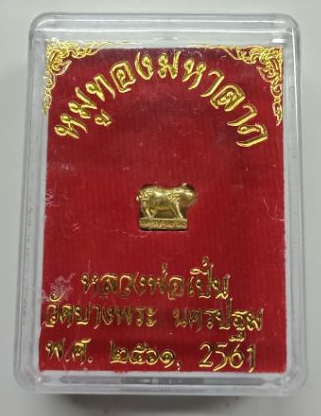 หมูทองมหาลาภ
หลวงพ่อเปิ่น
วัดบางพระ นครปฐม
พ.ศ. ๒๕๖๑, 2561